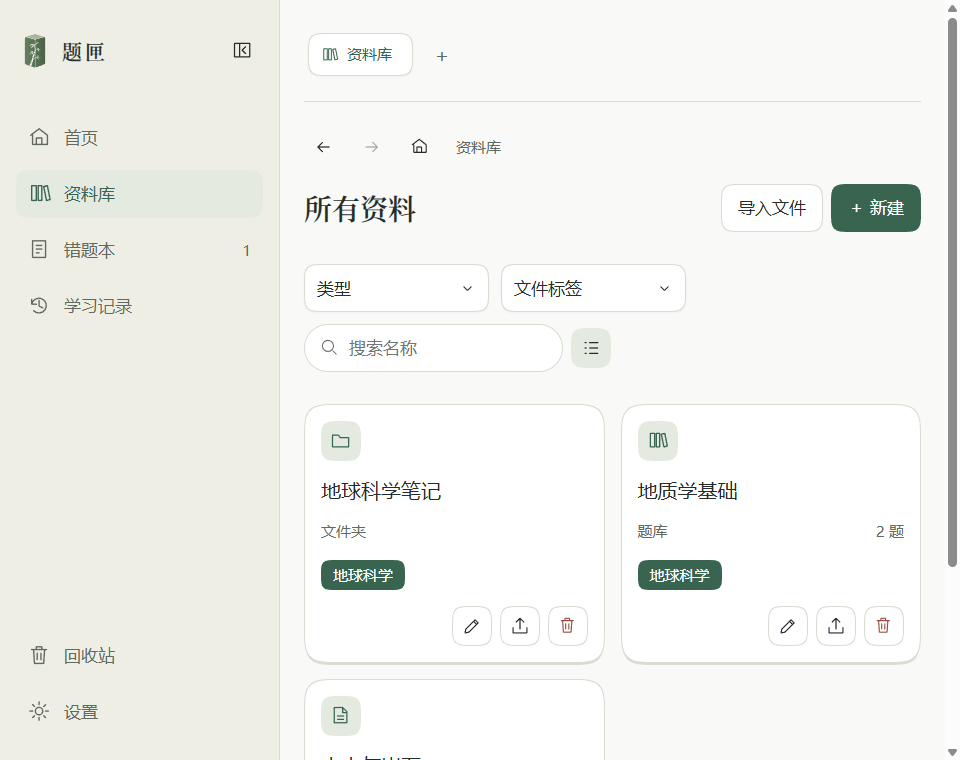 题匣
首页
资料库
错题本 1
学习记录
回收站
设置
资料库 +
资料库
所有资料
导入文件
+ 新建
类型
文件标签
搜索名称
地球科学笔记
文件夹
地球科学
地质学基础
题库 2 题
地球科学